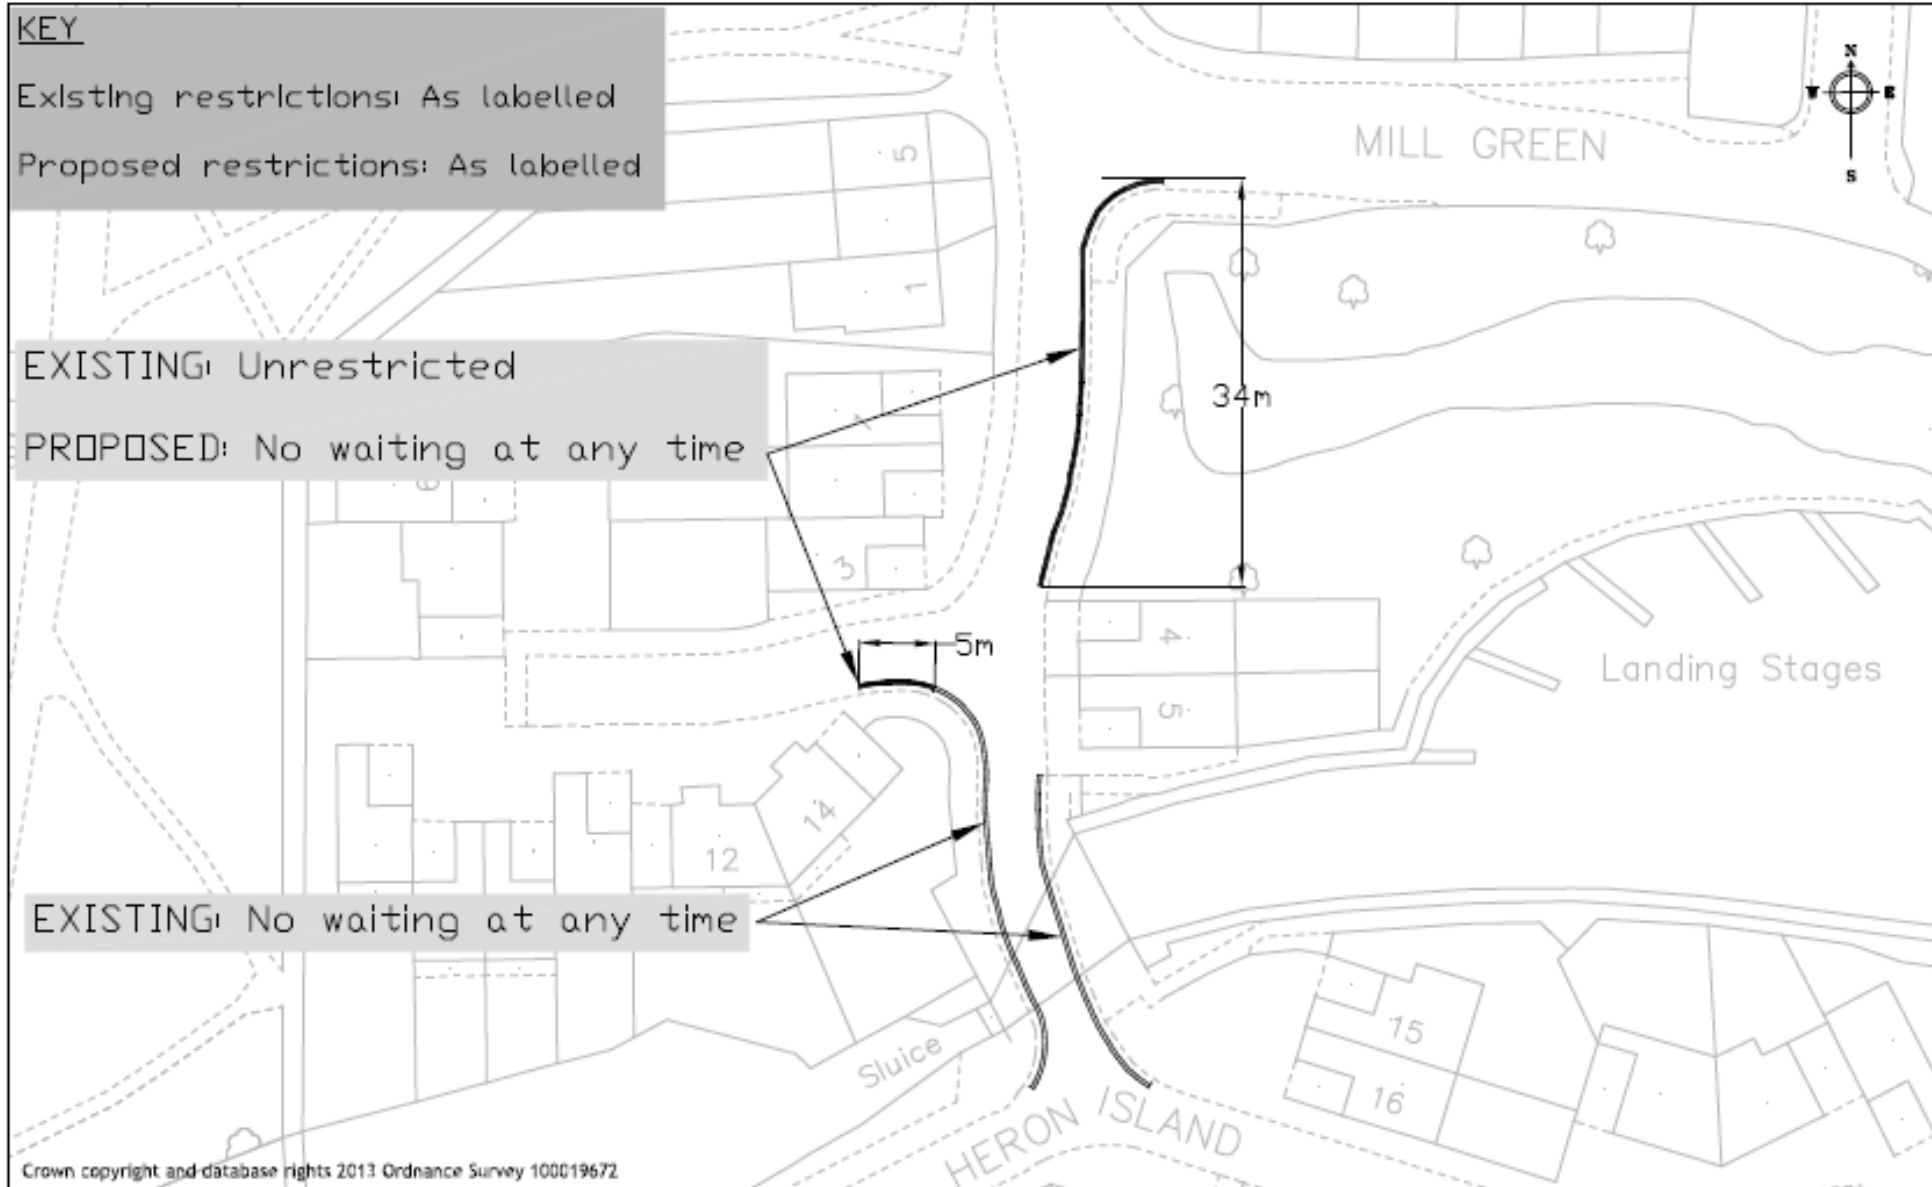 KEY
Existing restrictions: As labelled
Proposed restrictions: As labelled
N
W E
S
MILL GREEN
5
1
EXISTING: Unrestricted
PROPOSED: No waiting at any time
1
34m
3
5m
4
5
Landing Stages
14
12
EXISTING: No waiting at any time
Sluice
15
16
HERON ISLAND
Crown copyright and database rights 2013 Ordnance Survey 100019672